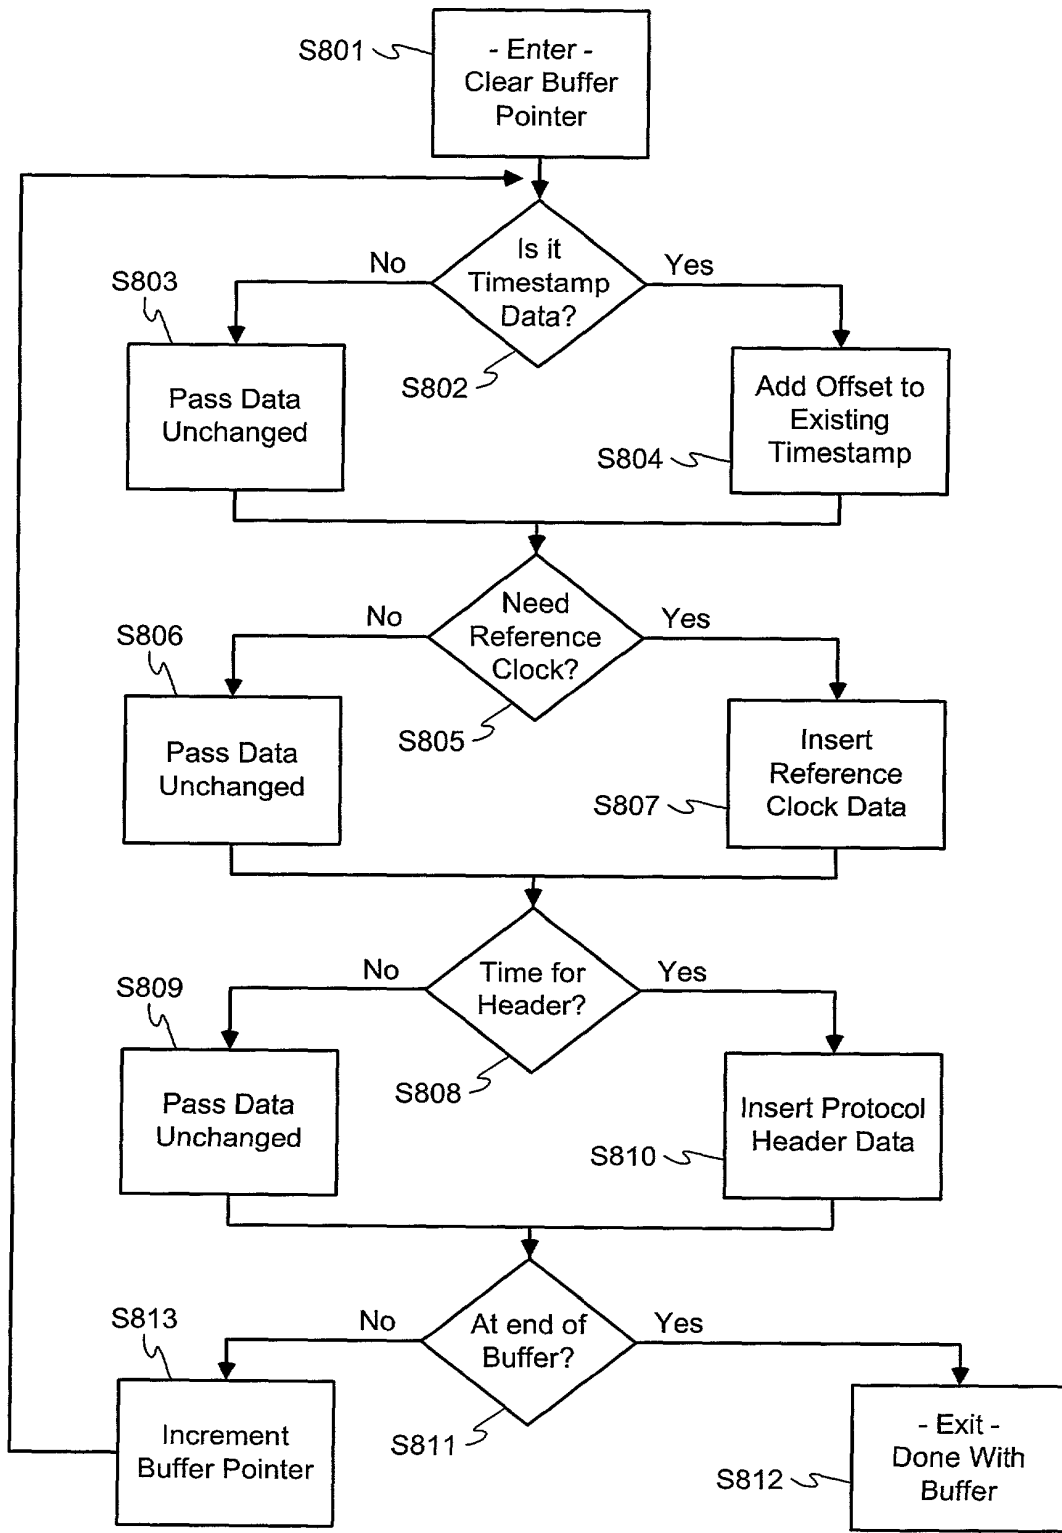 S801
- Enter -
Clear Buffer
Pointer
Is it
Timestamp
Data?
No
Yes
S802
S803
Pass Data
Unchanged
Add Offset to
Existing
Timestamp
S804
Need
Reference
Clock?
No
Yes
S805
S806
Pass Data
Unchanged
Insert
Reference
Clock Data
S807
Time for
Header?
No
Yes
S808
S809
Pass Data
Unchanged
Insert Protocol
Header Data
S810
At end of
Buffer?
No
Yes
S811
S813
Increment
Buffer Pointer
- Exit -
Done With
Buffer
S812